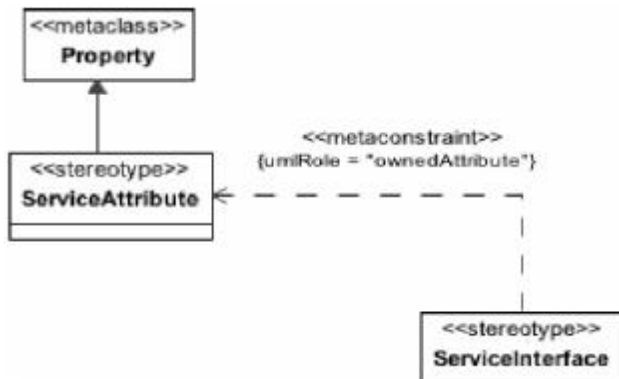 <<metaclass>>
Property
<<metaconstraint>>
{umlRole = "ownedAttribute"}
<<stereotype>>
ServiceAttribute
<<stereotype>>
ServiceInterface